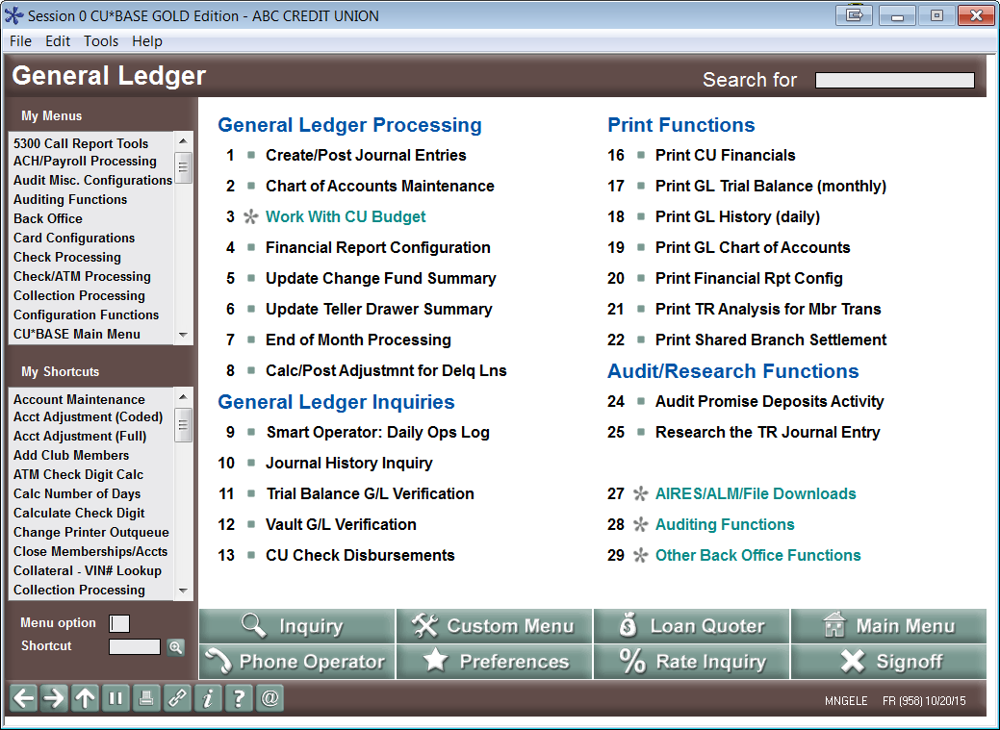 Session 0 CU*BASE GOLD Edition - ABC CREDIT UNION
File Edit Tools Help
General Ledger
Search for
My Menus
5300 Call Report Tools
ACH/Payroll Processing
Audit Misc. Configurations
Auditing Functions
Back Office
Card Configurations
Check Processing
Check/ATM Processing
Collection Processing
Configuration Functions
CU*BASE Main Menu
My Shortcuts
Account Maintenance
Acct Adjustment (Coded)
Acct Adjustment (Full)
Add Club Members
ATM Check Digit Calc
Calc Number of Days
Calculate Check Digit
Change Printer Outqueue
Close Memberships/Accts
Collateral - VIN# Lookup
Collection Processing
Menu option
Shortcut
General Ledger Processing
1 Create/Post Journal Entries
2 Chart of Accounts Maintenance
3 Work With CU Budget
4 Financial Report Configuration
5 Update Change Fund Summary
6 Update Teller Drawer Summary
7 End of Month Processing
8 Calc/Post Adjustmnt for Delq Lns
General Ledger Inquiries
9 Smart Operator: Daily Ops Log
10 Journal History Inquiry
11 Trial Balance G/L Verification
12 Vault G/L Verification
13 CU Check Disbursements
Print Functions
16 Print CU Financials
17 Print GL Trial Balance (monthly)
18 Print GL History (daily)
19 Print GL Chart of Accounts
20 Print Financial Rpt Config
21 Print TR Analysis for Mbr Trans
22 Print Shared Branch Settlement
Audit/Research Functions
24 Audit Promise Deposits Activity
25 Research the TR Journal Entry
27 AIRES/ALM/File Downloads
28 Auditing Functions
29 Other Back Office Functions
Inquiry Custom Menu Loan Quoter Main Menu
Phone Operator Preferences % Rate Inquiry Signoff
i ? @
MNGELE FR (958) 10/20/15